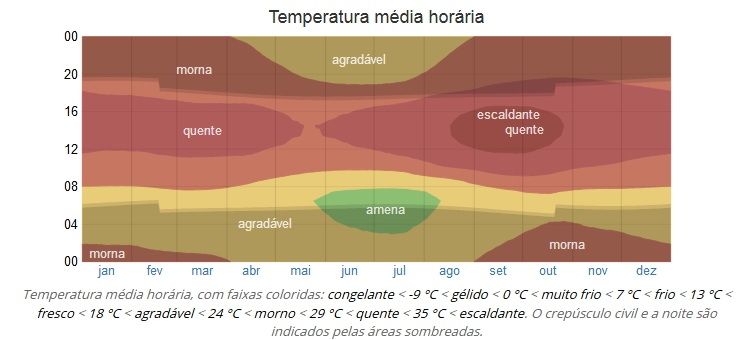 Temperatura média horária
00
agradável
morna
20
16
escaldante
quente
quente
12
08
amena
04
agradável
morna
morna
00
jan fev mar abr mai jun jul ago set out nov dez
Temperatura média horária, com faixas coloridas: congelante < -9 °C < gélido < 0 °C < muito frio < 7 °C < frio < 13 °C <
fresco < 18 °C < agradável < 24 °C < morno < 29 °C < quente < 35 °C < escaldante. O crepúsculo civil e a noite são
indicados pelas áreas sombreadas.